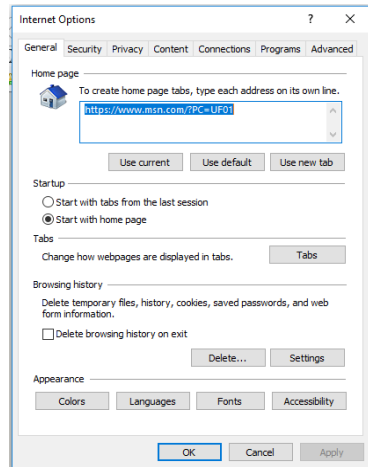 Internet Options ? X
General Security Privacy Content Connections Programs Advanced
Home page
To create home page tabs, type each address on its own line.
https://www.msn.com/?PC=UF01
Use current Use default Use new tab
Startup
Start with tabs from the last session
Start with home page
Tabs
Change how webpages are displayed in tabs. Tabs
Browsing history
Delete temporary files, history, cookies, saved passwords, and web
form information.
Delete browsing history on exit
Delete... Settings
Appearance
Colors Languages Fonts Accessibility
OK Cancel Apply